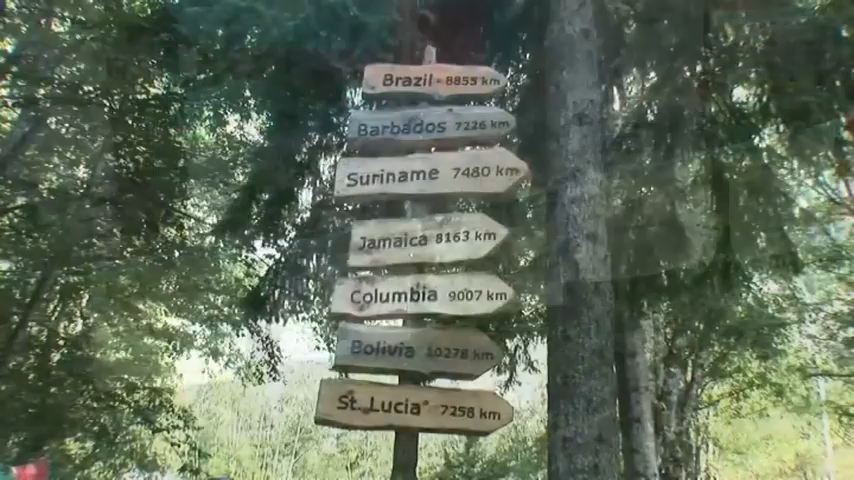 Brazil - 8855 km
Barbados 7226 km
Suriname 7480 km
Jamaica 8163 km
Columbia 9007 km
Bolivia 10278 km
St. Lucia 7258 km